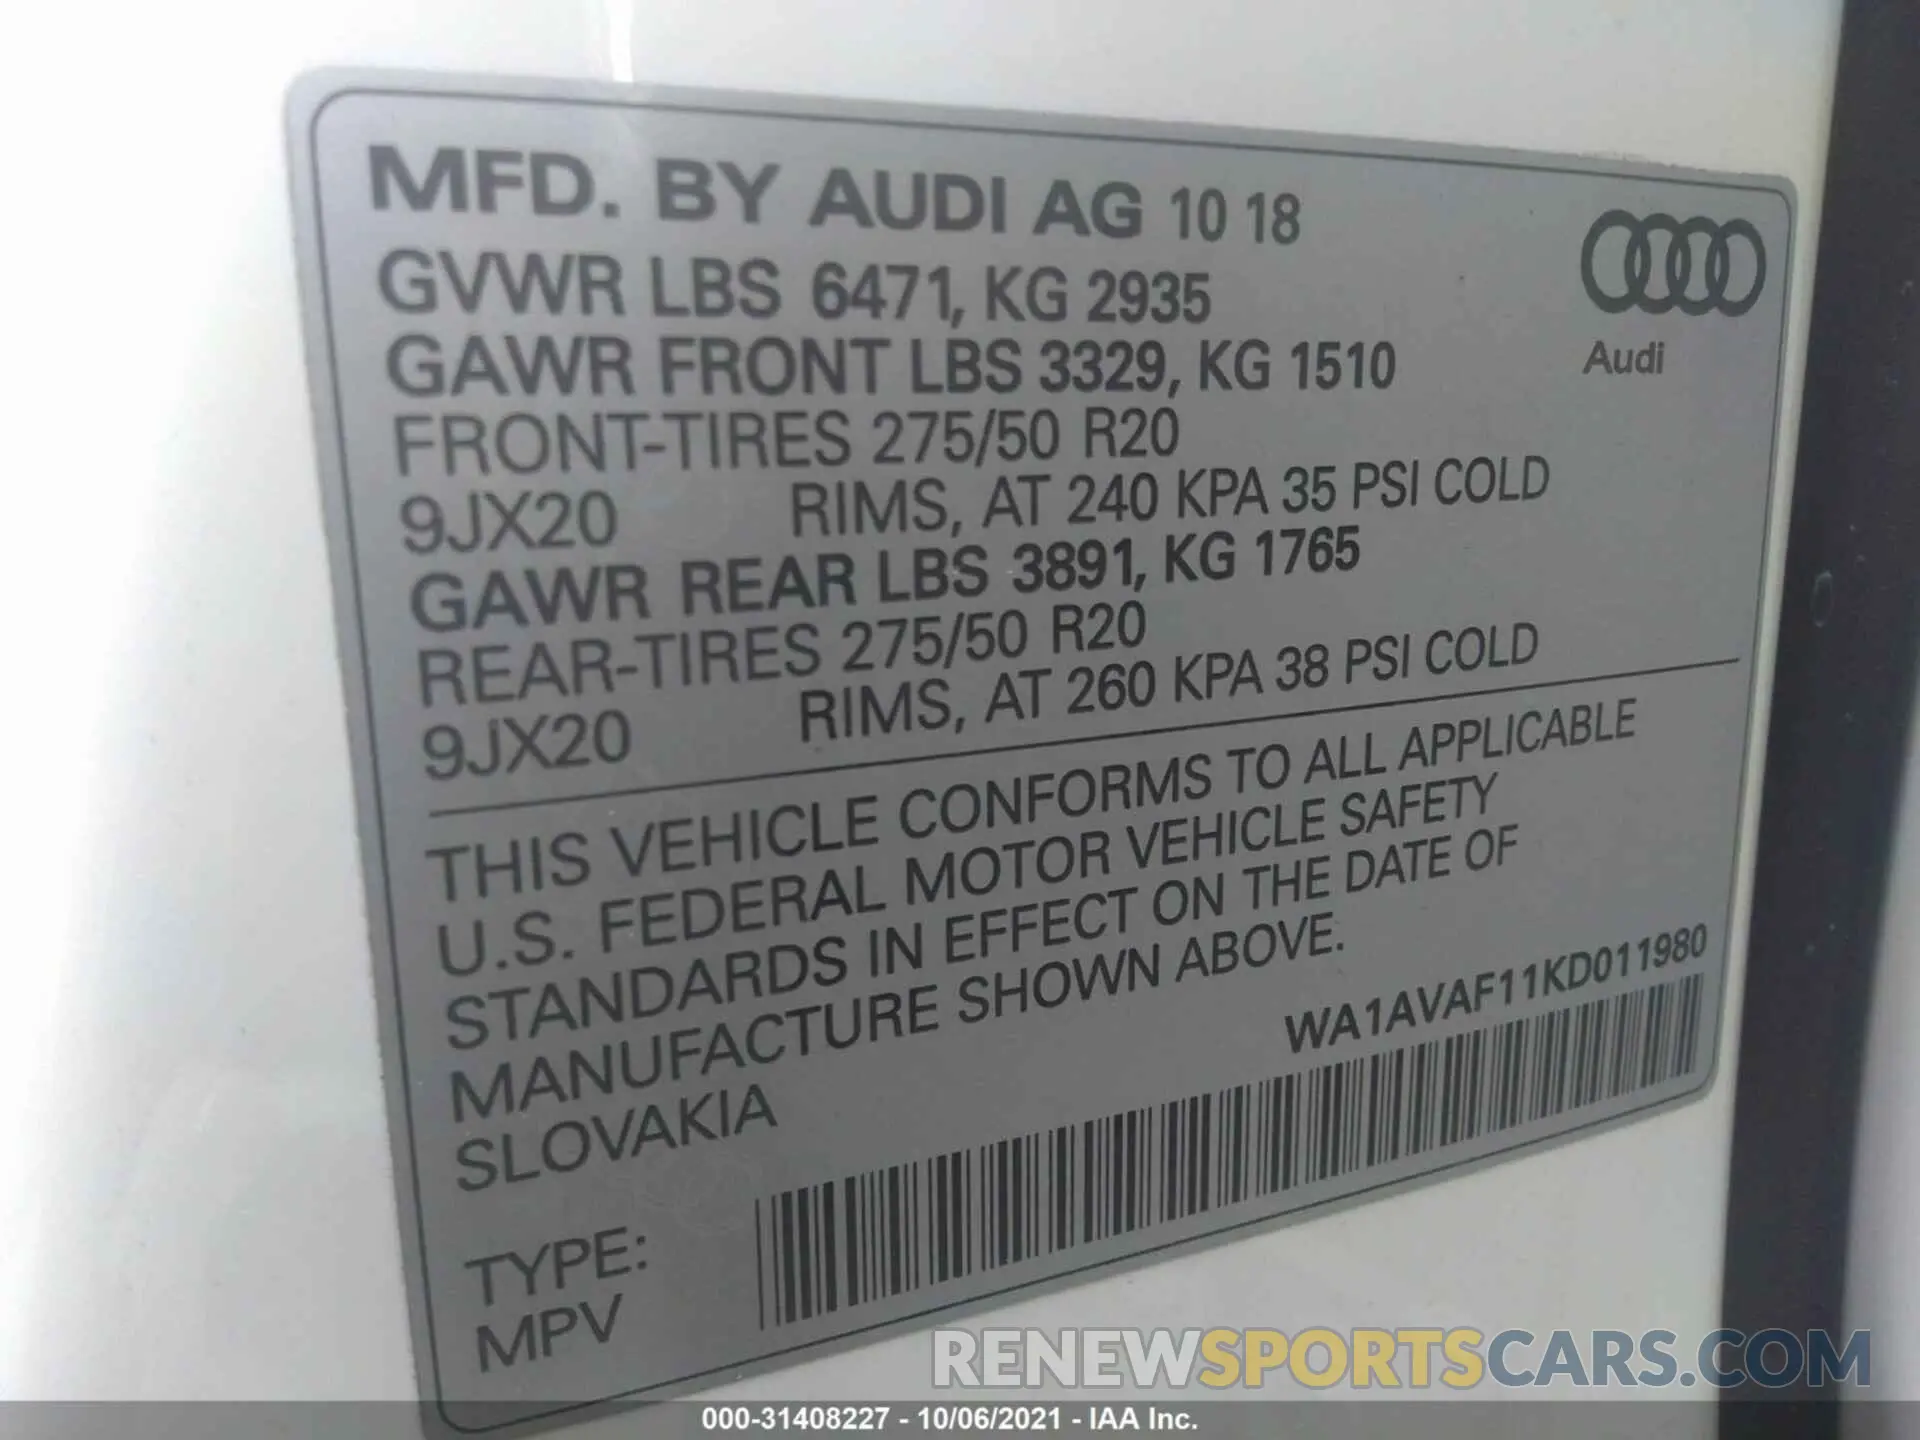 MFD. BY AUDI AG 10 18
GVWR LBS 6471, KG 2935
GAWR FRONT LBS 3329, KG 1510
FRONT-TIRES 275/50 R20
9JX20 RIMS, AT 240 KPA 35 PSI COLD
GAWR REAR LBS 3891, KG 1765
REAR-TIRES 275/50 R20
9JX20 RIMS, AT 260 KPA 38 PSI COLD
Audi
THIS VEHICLE CONFORMS TO ALL APPLICABLE
U.S. FEDERAL MOTOR VEHICLE SAFETY
STANDARDS IN EFFECT ON THE DATE OF
MANUFACTURE SHOWN ABOVE.
SLOVAKIA
WA1AVAF11KD011980
TYPE:
MPV
RENEWSPORTSCARS.COM
000-31408227 - 10/06/2021 - IAA Inc.